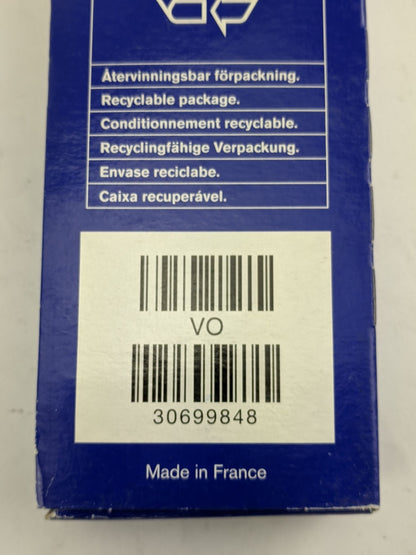 Återvinningsbar förpackning.
Recyclable package.
Conditionnement recyclable.
Recyclingfähige Verpackung.
Envase reciclabe.
Caixa recuperável.
VO
30699848
Made in France